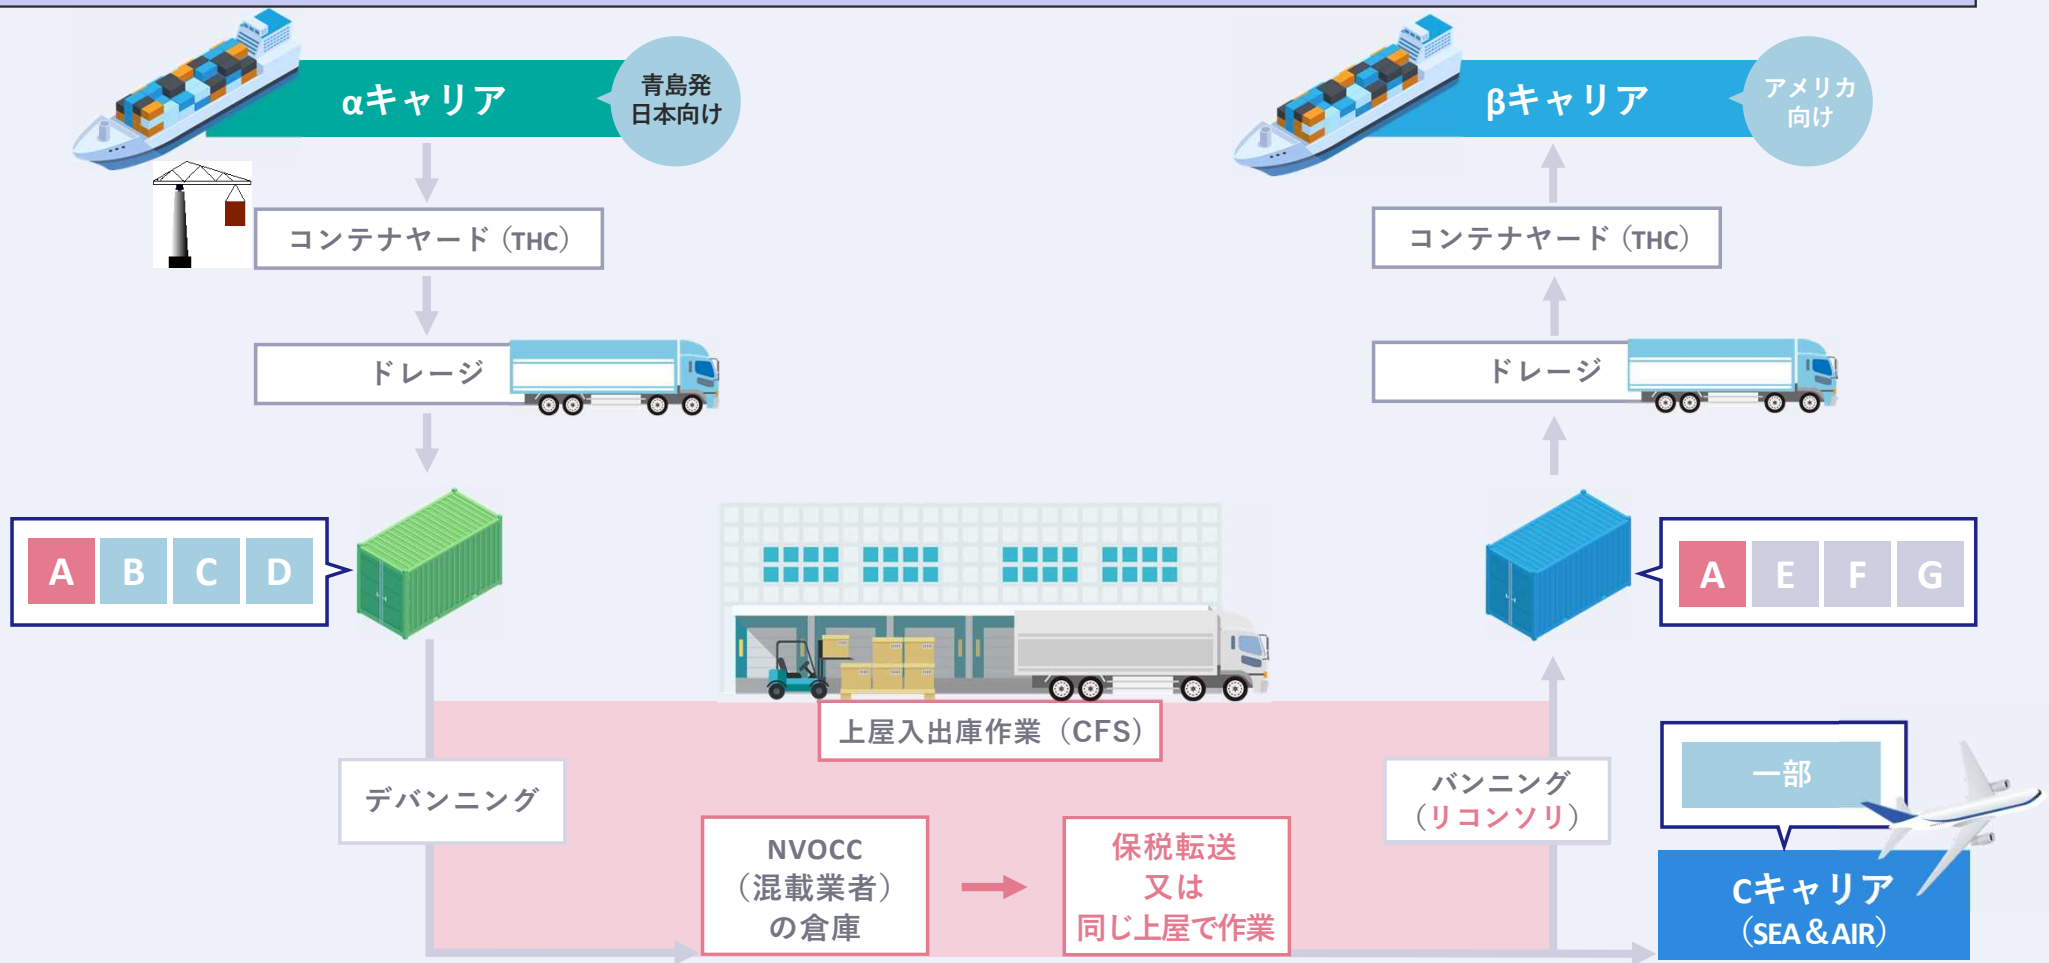 αキャリア
青島発
日本向け
βキャリア
アメリカ
向け
コンテナヤード（THC）
コンテナヤード（THC）
ドレージ
ドレージ
A B C D
A E F G
上屋入出庫作業（CFS）
デバンニング
NVOCC
（混載業者）
の倉庫
保税転送
又は
同じ上屋で作業
バンニング
（リコンソリ）
一部
Cキャリア
（SEA＆AIR）